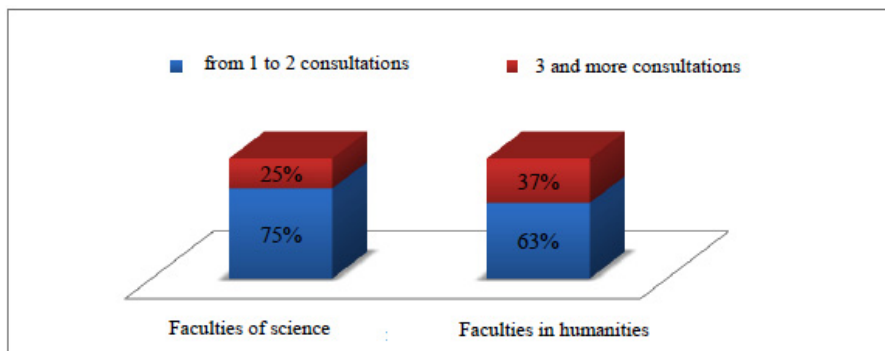 from 1 to 2 consultations
3 and more consultations
25%
37%
75%
63%
Faculties of science
:
Faculties in humanities